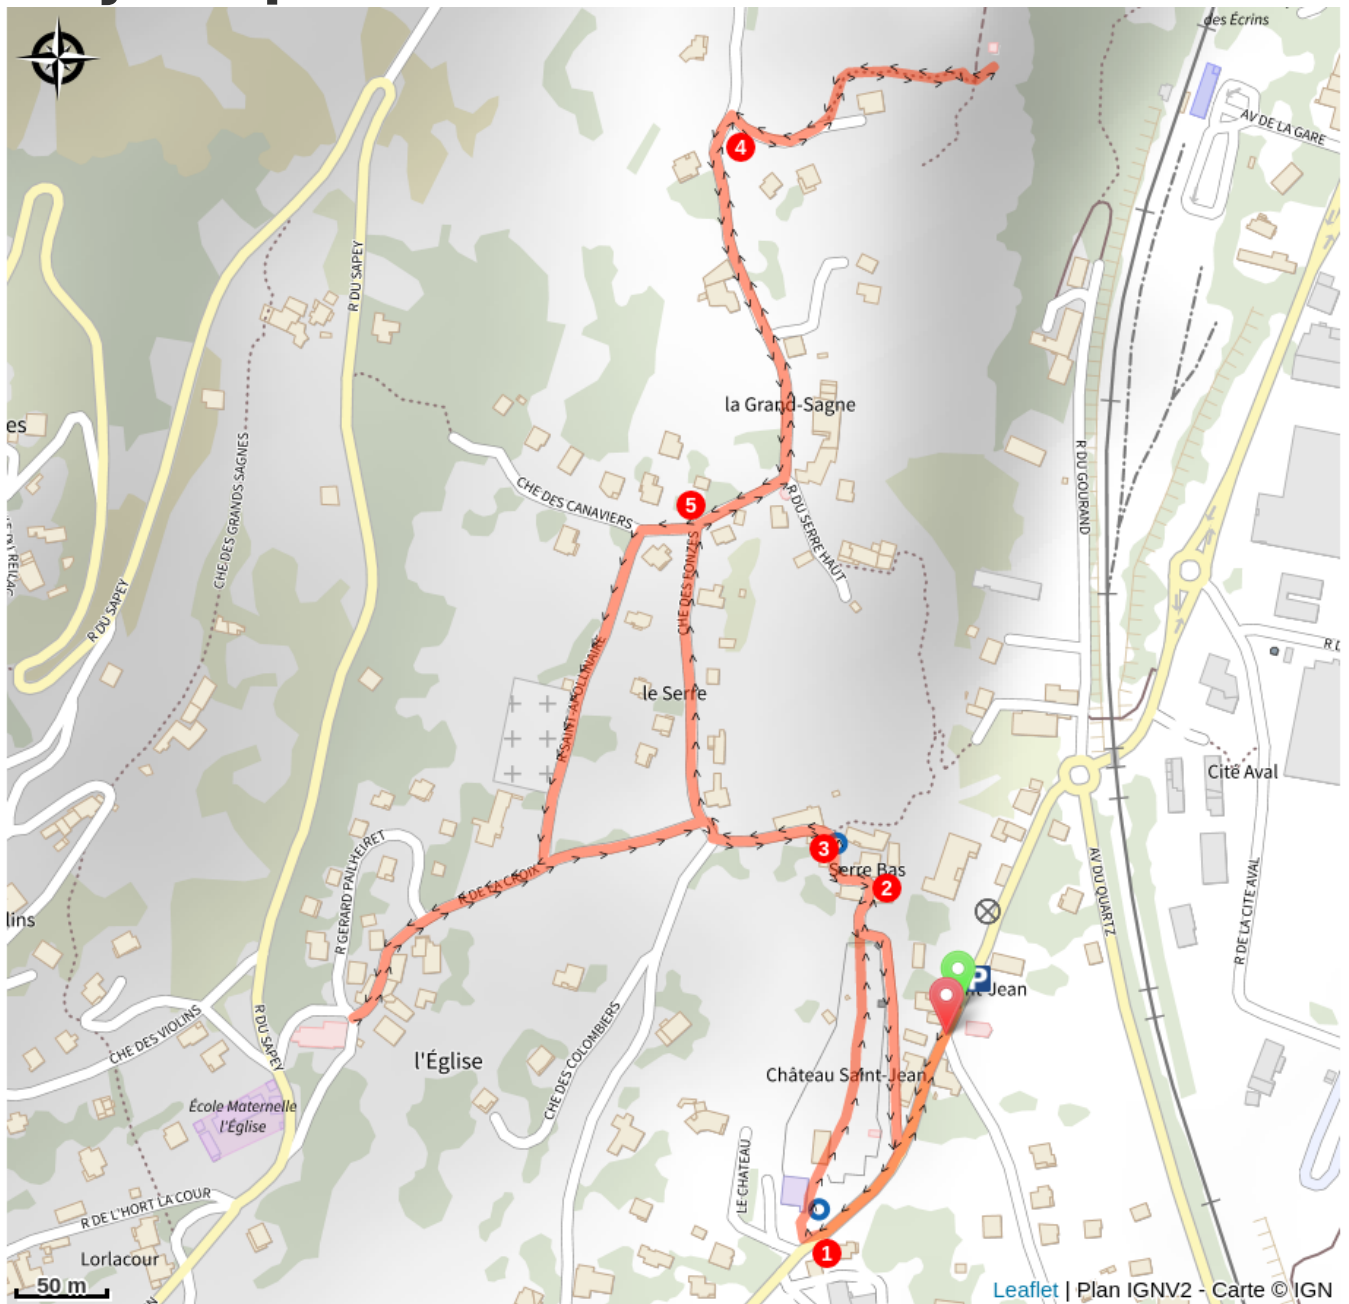 des Écrins
AV DE LA GARE
4
R DU SAPEY
la Grand-Sagne
es
CHE DES GRANDS SAGNES
R DU GOURAND
CHE DES CANAVIERS
5
R DU SERRE HAUT
CHE DES FONZES
R DU SAPEY
R SAINT-APOLLINAIRE
le Serre
Cité Aval
R GERARD PAILHEIRET
3
Serre Bas
2
R DE LA CROIX
AV DU QUARTZ
R DE LA CITE AVAL
lins
P
nt-Jean
CHE DES VIOLINS
R DU SAPEY
CHE DES COLOMBIERS
l'Église
Château Saint-Jean
École Maternelle
l'Église
LE CHATEAU
R DE L'HORT LA COUR
1
Lorlacour
50 m
Leaflet | Plan IGNV2 - Carte © IGN